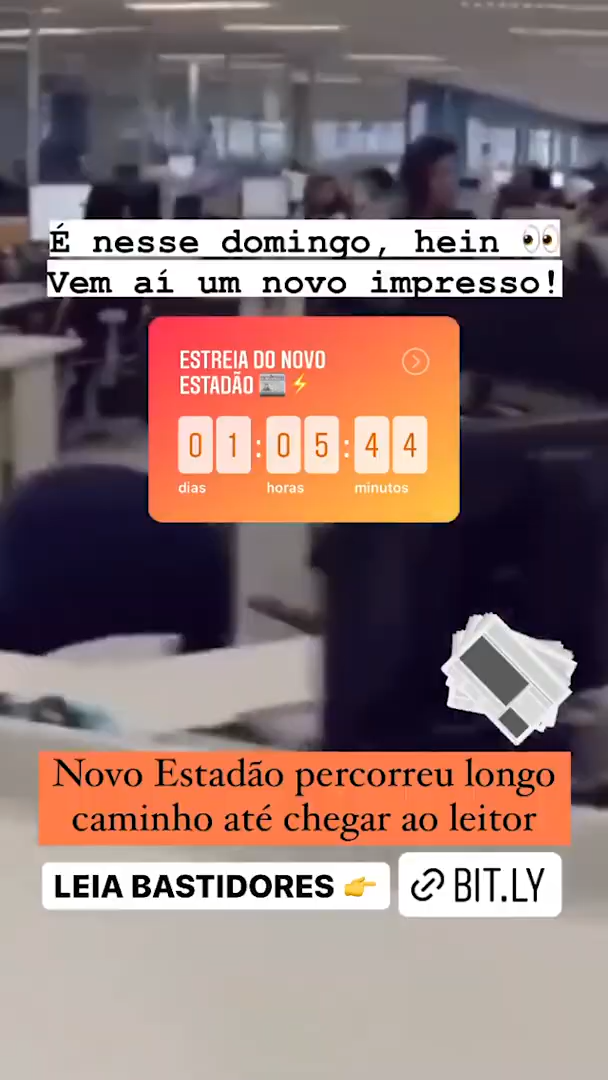 É nesse domingo, hein 👀
Vem aí um novo impresso!
ESTREIA DO NOVO
ESTADÃO 📰⚡
01:05:44
dias horas minutos
Novo Estadão percorreu longo
caminho até chegar ao leitor
LEIA BASTIDORES 👉
BIT.LY